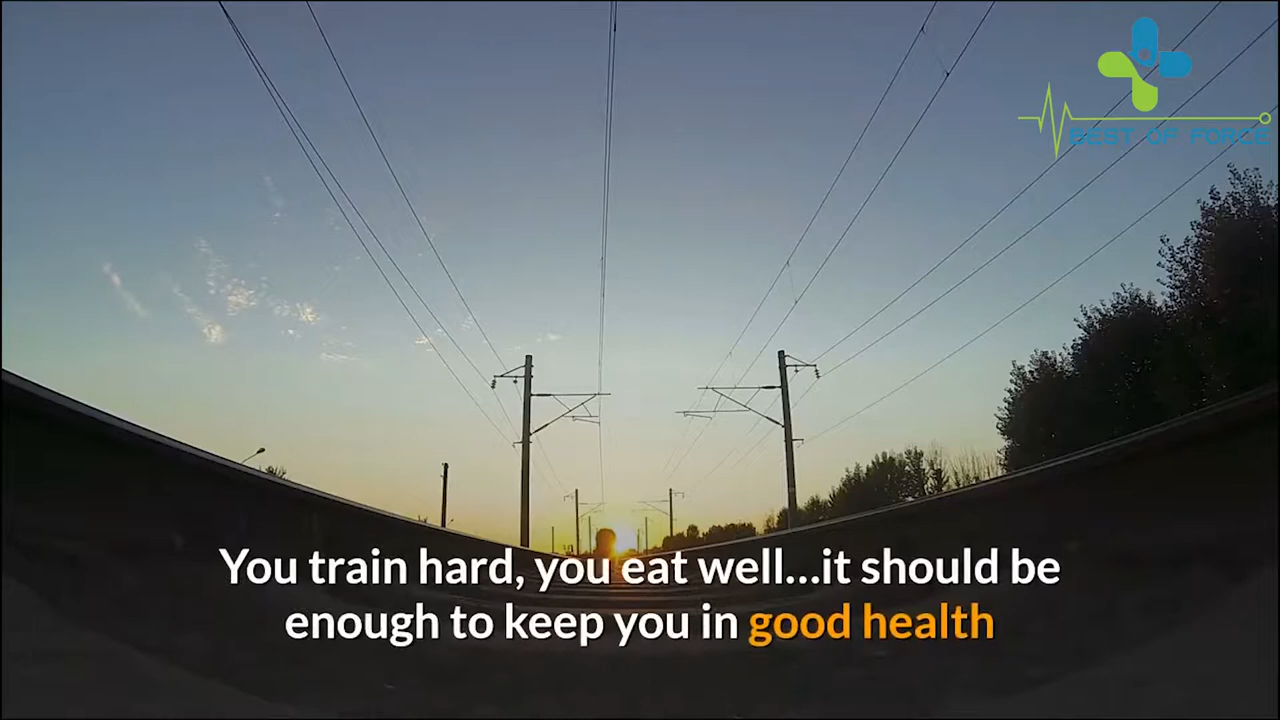 BEST OF FORCE
You train hard, you eat well...it should be
enough to keep you in good health